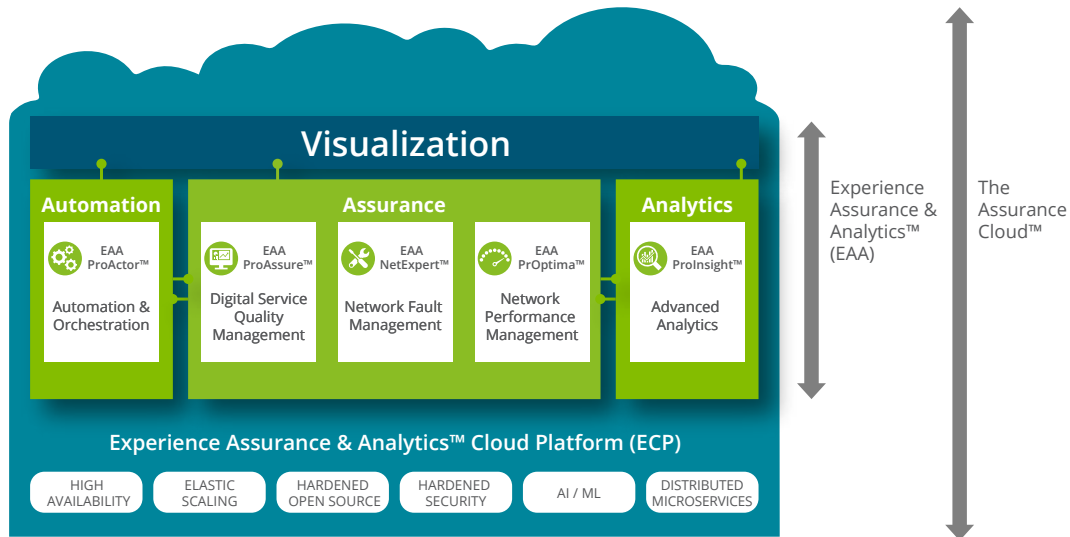 Visualization
Automation
EAA
ProActor™
Automation &
Orchestration
Assurance
EAA
ProAssure™
Digital Service
Quality
Management
EAA
NetExpert™
Network Fault
Management
EAA
PrOptima™
Network
Performance
Management
Analytics
EAA
ProInsight™
Advanced
Analytics
Experience
Assurance &
Analytics™
(EAA)
The
Assurance
Cloud™
Experience Assurance & Analytics™ Cloud Platform (ECP)
HIGH
AVAILABILITY
ELASTIC
SCALING
HARDENED
OPEN SOURCE
HARDENED
SECURITY
AI / ML
DISTRIBUTED
MICROSERVICES